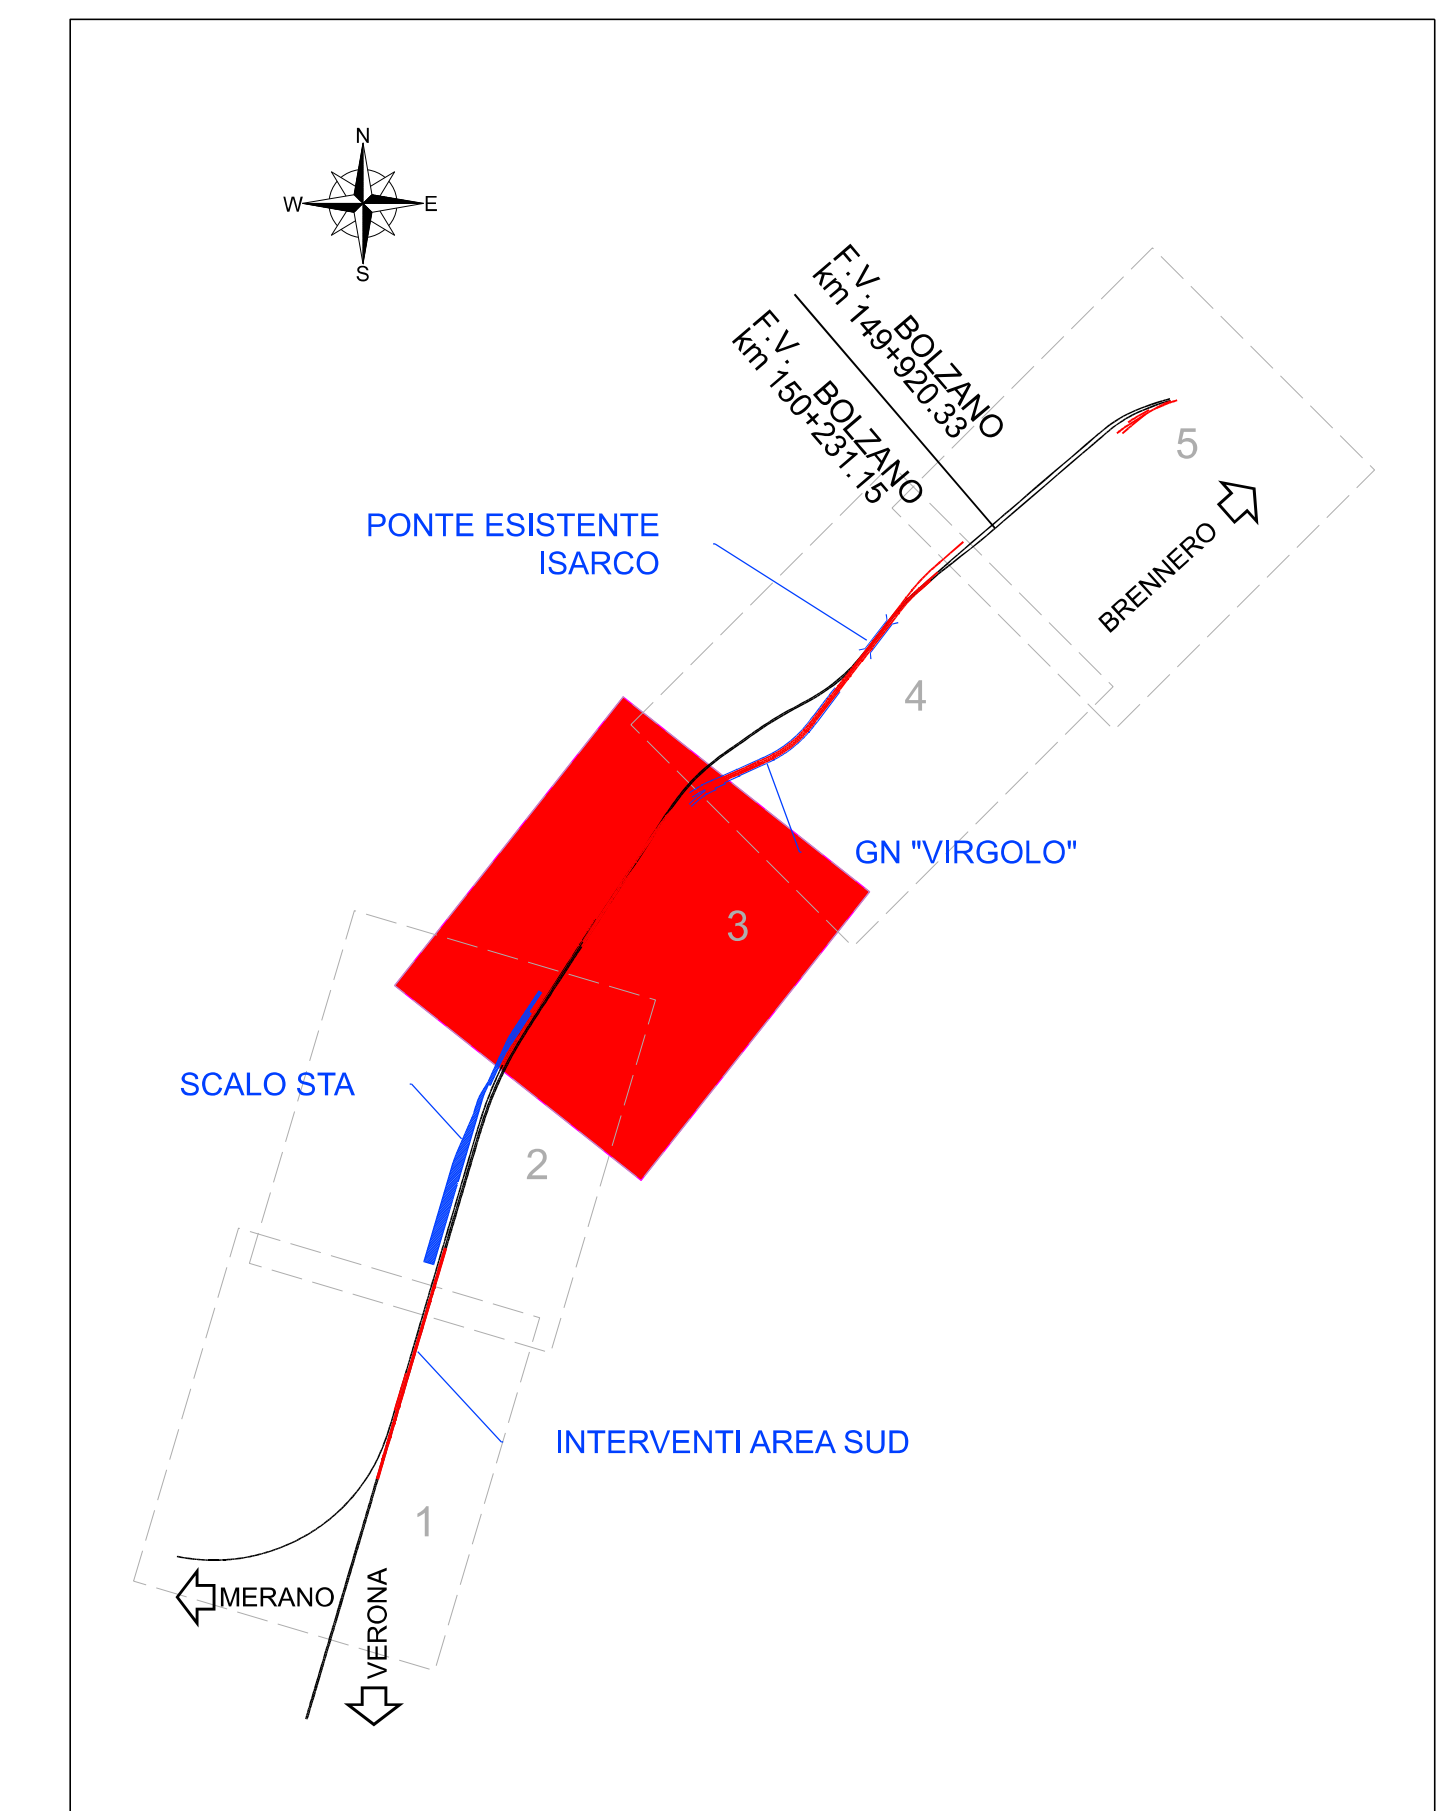 N
W
E
S
F.V. BOLZANO
km 149+920.33
F.V. BOLZANO
km 150+231.15
5
PONTE ESISTENTE
ISARCO
BRENNERO
4
GN "VIRGOLO"
3
SCALO STA
2
INTERVENTI AREA SUD
1
MERANO
VERONA